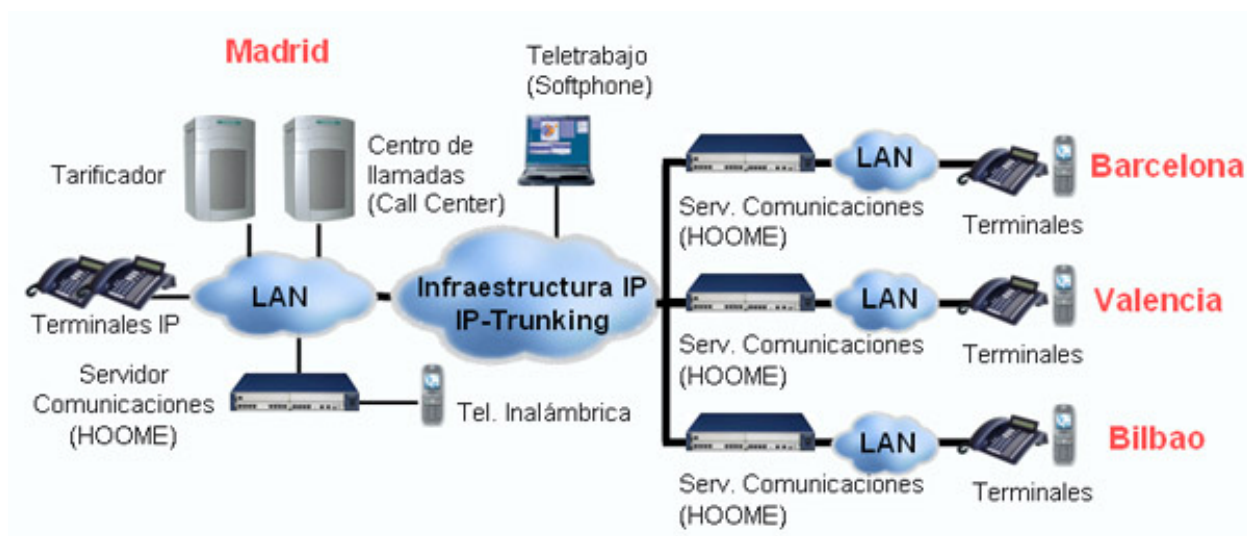 Madrid
Tarificador
Centro de
llamadas
(Call Center)
Terminales IP
LAN
Servidor
Comunicaciones
(HOOME)
Tel. Inalámbrica
Teletrabajo
(Softphone)
Infraestructura IP
IP-Trunking
LAN
Barcelona
Serv. Comunicaciones
(HOOME)
Terminales
LAN
Valencia
Serv. Comunicaciones
(HOOME)
Terminales
LAN
Bilbao
Serv. Comunicaciones
(HOOME)
Terminales